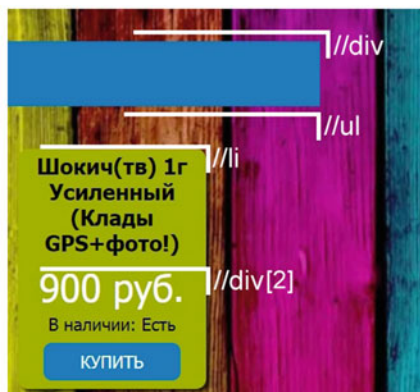 //div
//ul
//li
Шокич(тв) 1г
Усиленный
(Клады
GPS+фото!)
//div[2]
900 руб.
В наличии: Есть
КУПИТЬ